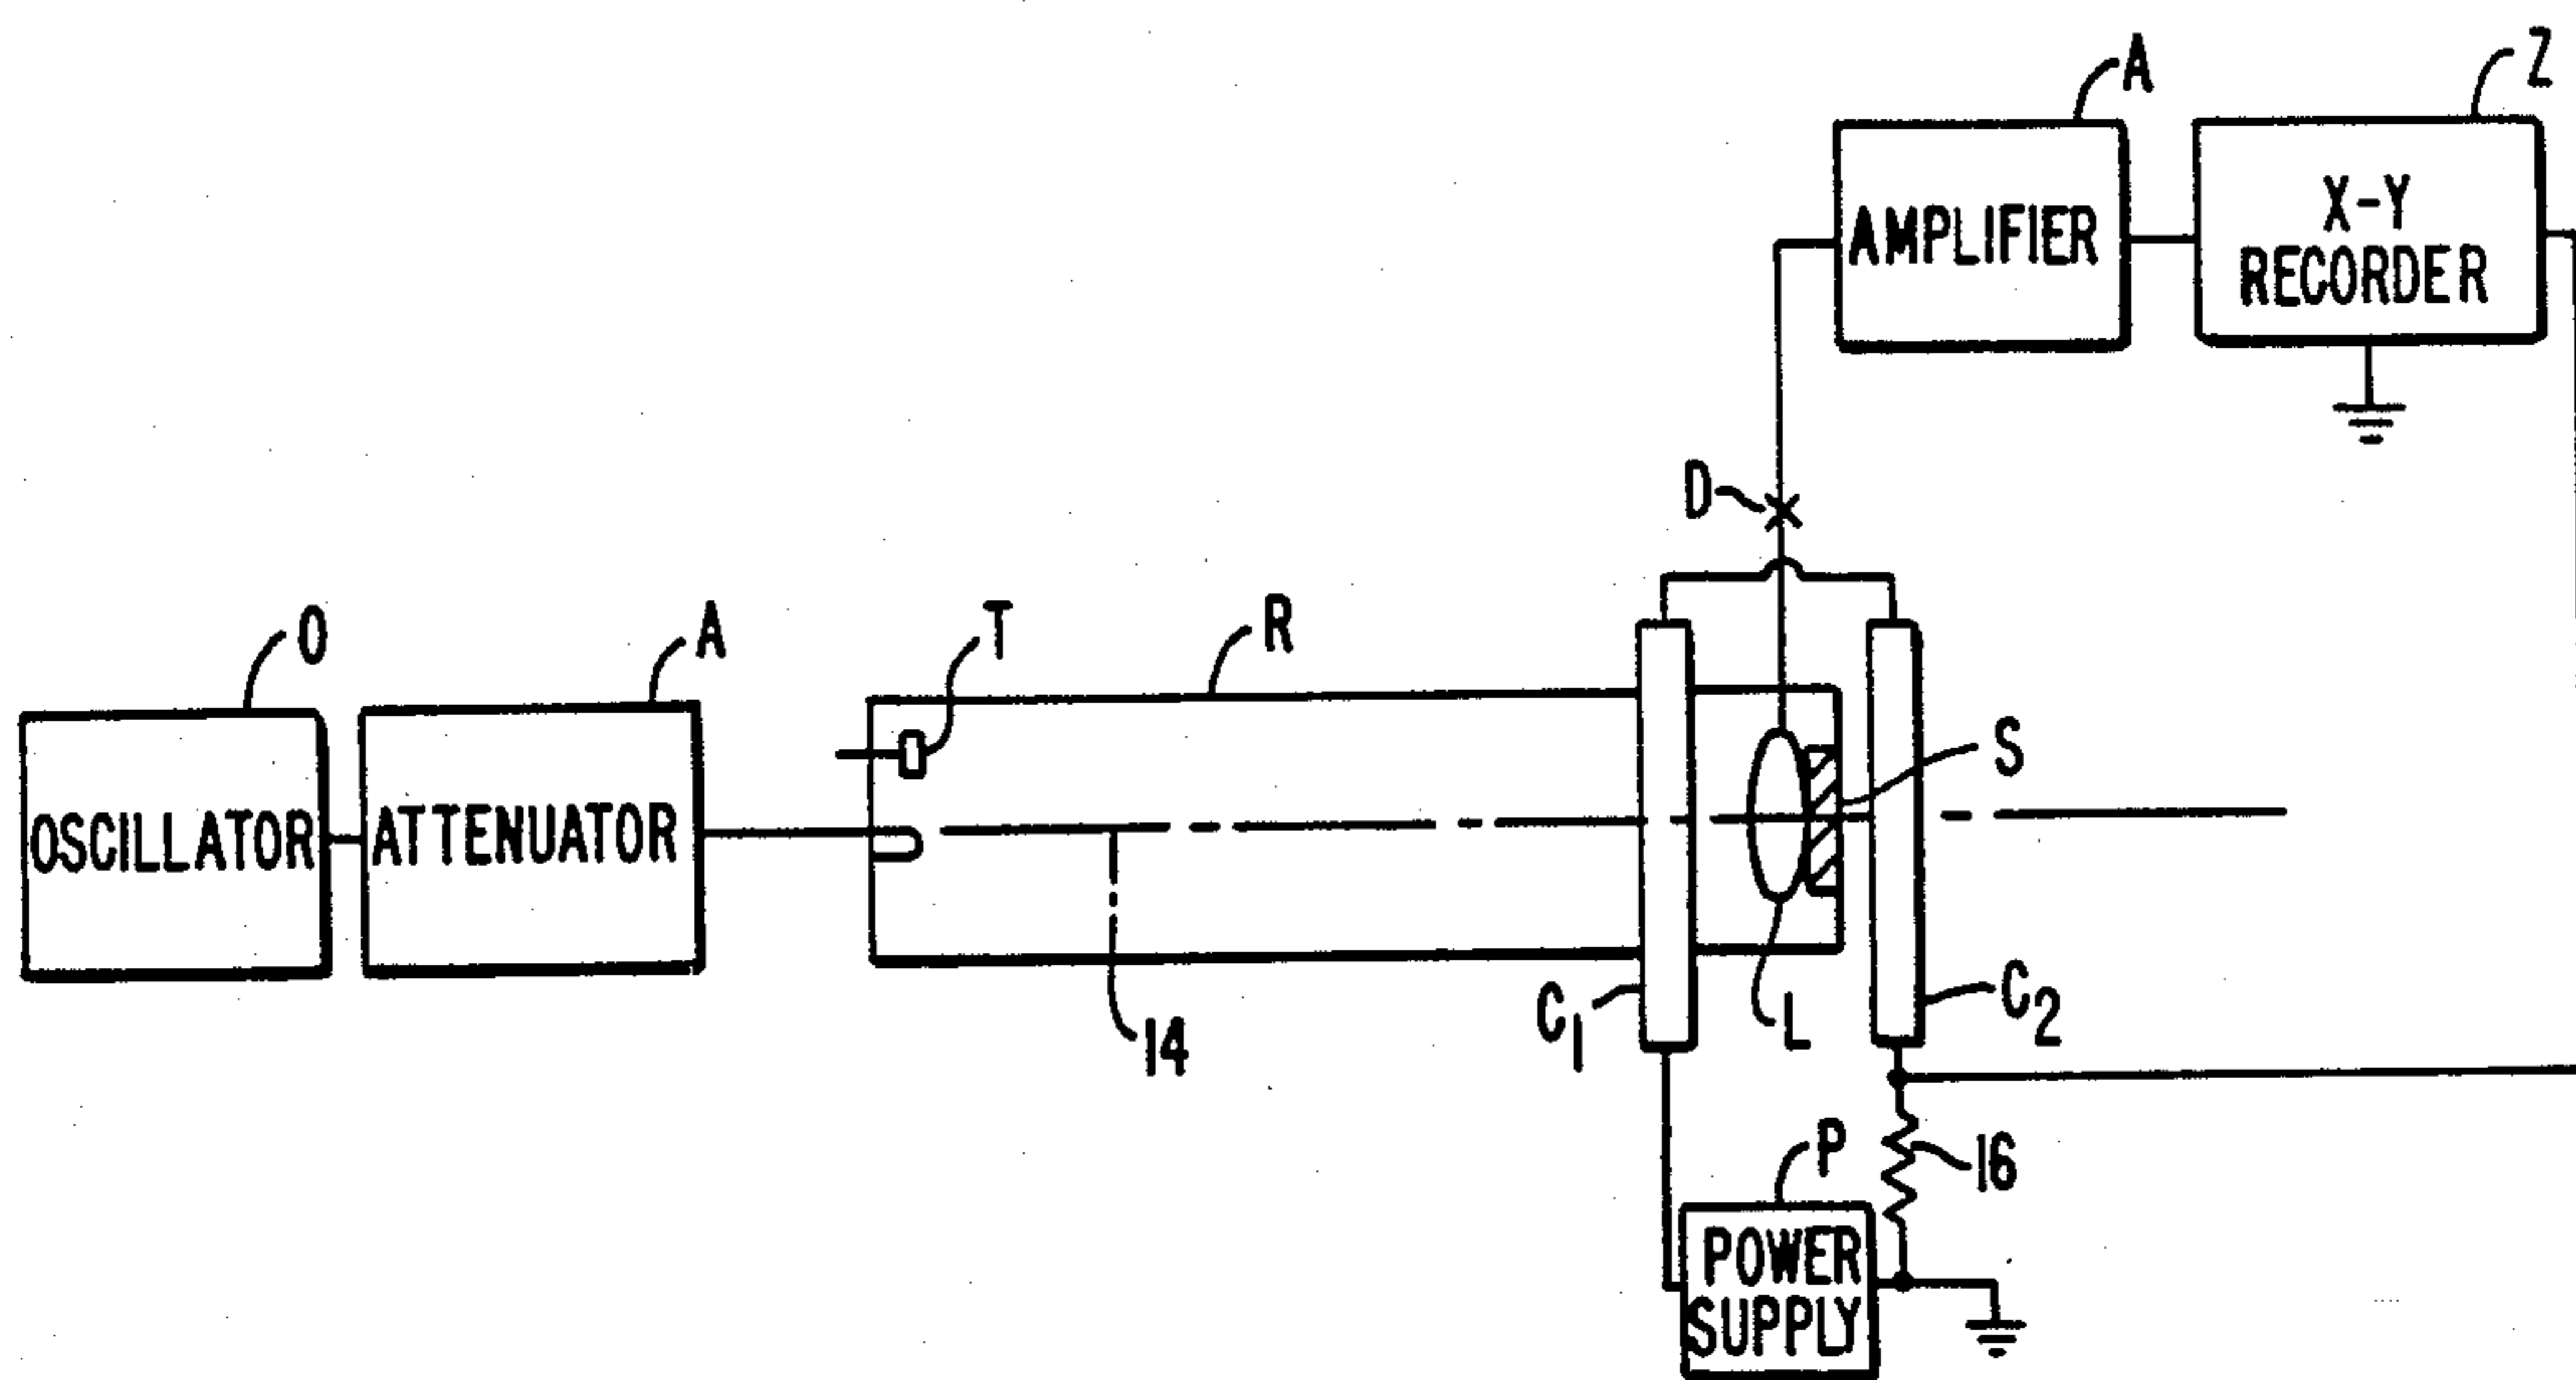 A
Z
AMPLIFIER
X-Y
RECORDER
D
O
A
T
R
S
OSCILLATOR
ATTENUATOR
14
C1
L
C2
P
16
POWER
SUPPLY